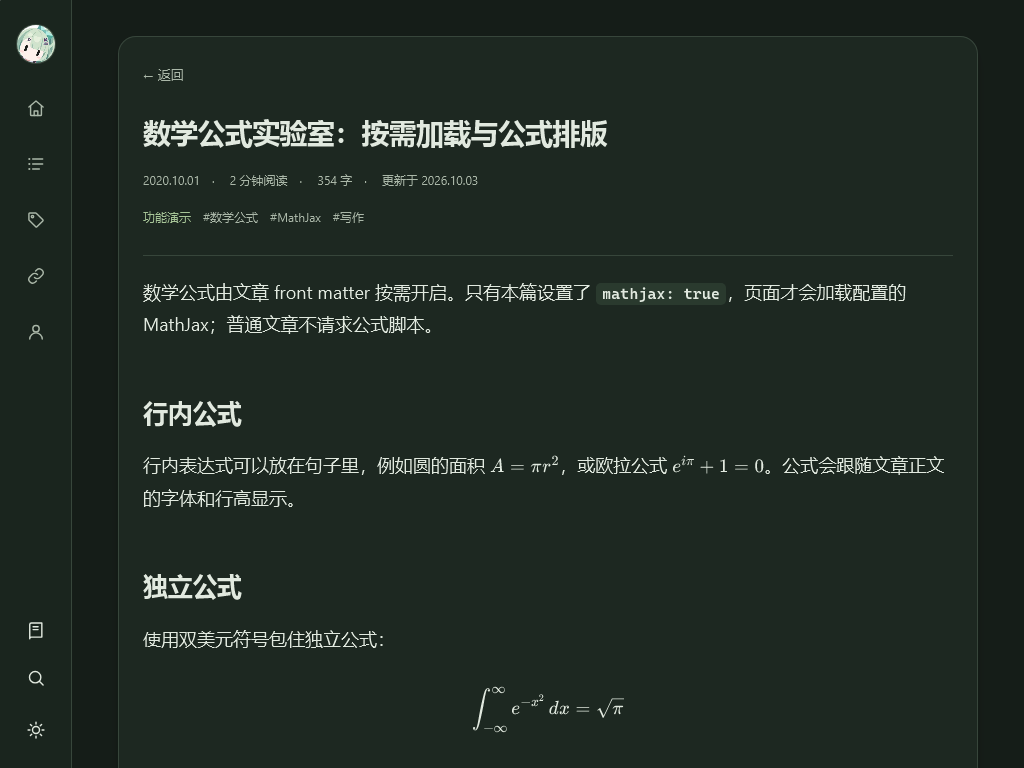 ← 返回
数学公式实验室：按需加载与公式排版
2020.10.01 · 2 分钟阅读 · 354 字 · 更新于 2026.10.03
功能演示 #数学公式 #MathJax #写作
数学公式由文章 front matter 按需开启。只有本篇设置了 mathjax: true，页面才会加载配置的
MathJax；普通文章不请求公式脚本。
行内公式
行内表达式可以放在句子里，例如圆的面积 A = πr²，或欧拉公式 e^{iπ} + 1 = 0。公式会跟随文章正文
的字体和行高显示。
独立公式
使用双美元符号包住独立公式：
∫_{-∞}^{∞} e^{-x²} dx = √π